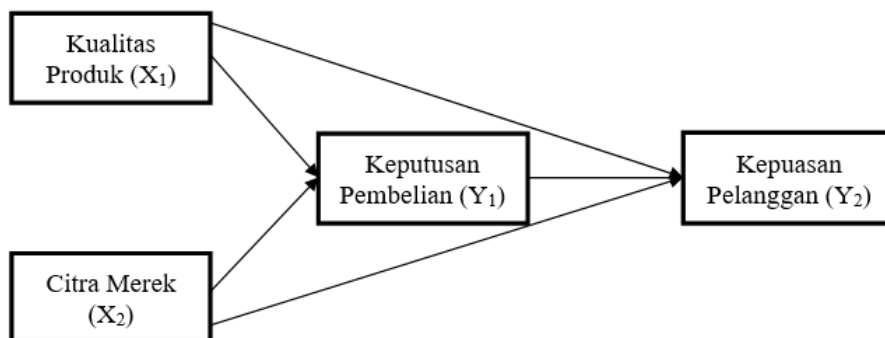 Kualitas
Produk (X₁)
Keputusan
Pembelian (Y₁)
Kepuasan
Pelanggan (Y₂)
Citra Merek
(X₂)